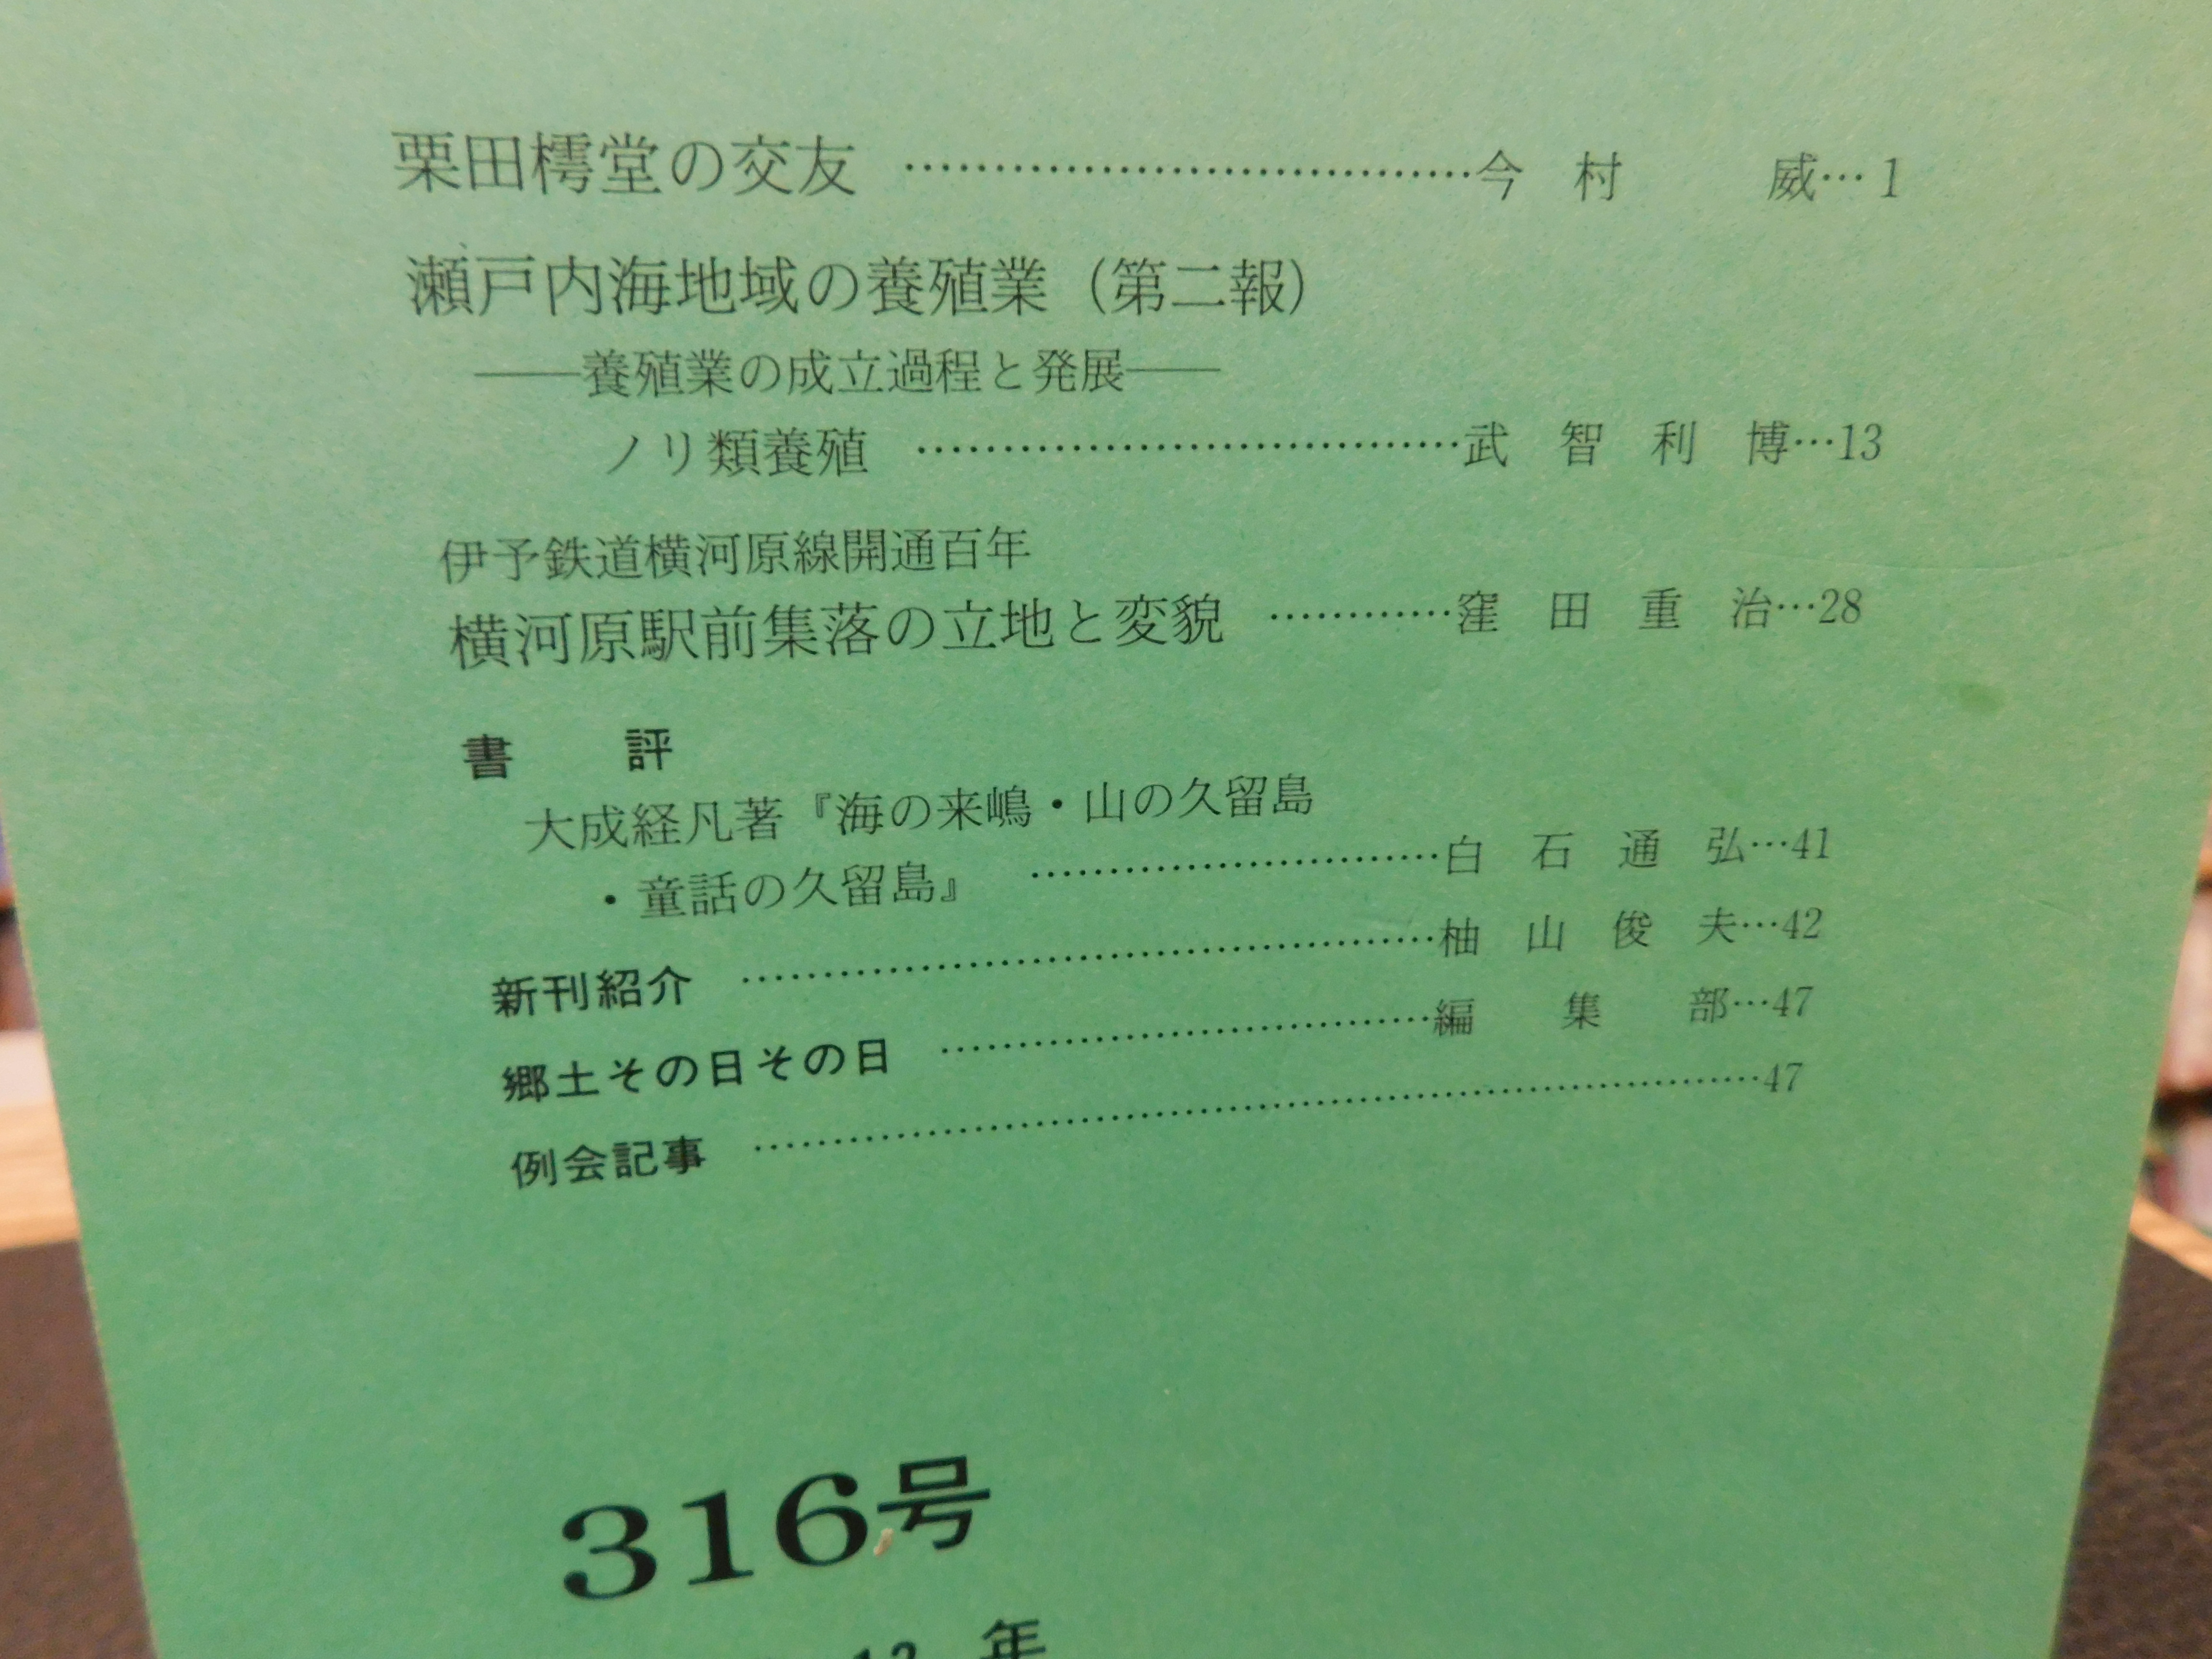 栗田樗堂の交友 ……………………………今村　　威…1
瀬戸内海地域の養殖業（第二報）
――養殖業の成立過程と発展――
ノリ類養殖 ……………………………武智利博…13
伊予鉄道横河原線開通百年
横河原駅前集落の立地と変貌 …………窪田重治…28
書　　評
大成経凡著『海の来嶋・山の久留島
・童話の久留島』 ……………………白石通弘…41
新刊紹介 ……………………………………柚山俊夫…42
郷土その日その日 …………………………編　集　部…47
例会記事 ……………………………………………………47
316号
12 年